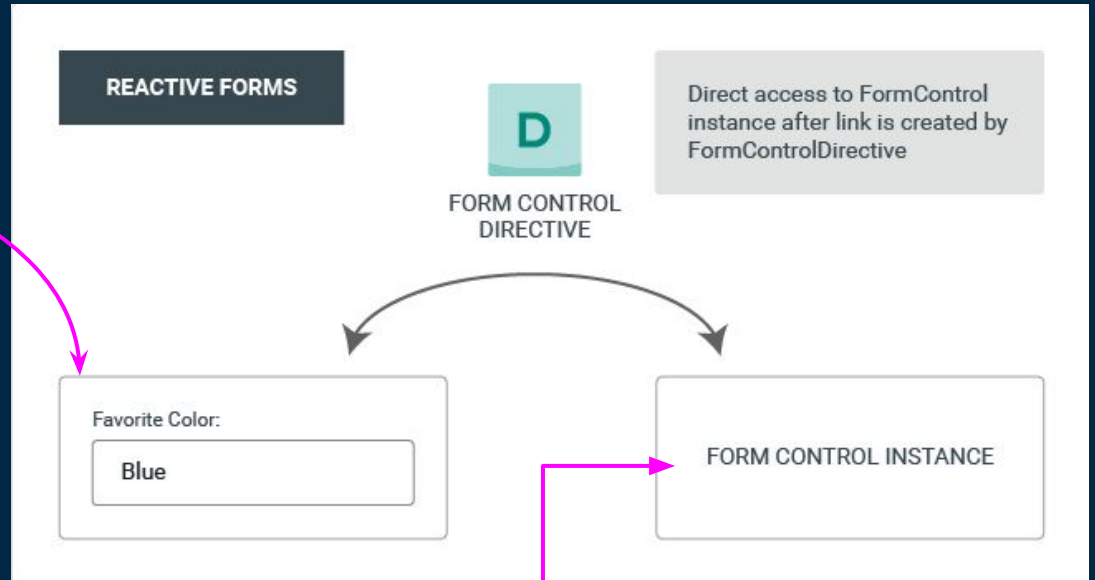 REACTIVE FORMS
D
FORM CONTROL
DIRECTIVE
Direct access to FormControl
instance after link is created by
FormControlDirective
Favorite Color:
Blue
FORM CONTROL INSTANCE